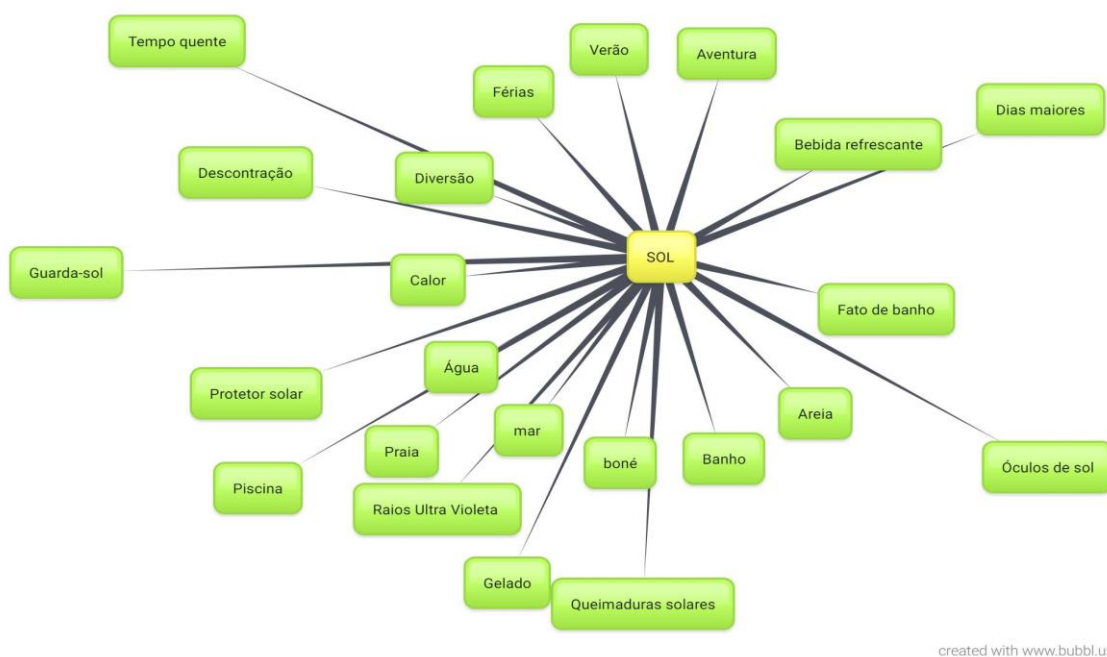 Tempo quente
Verão
Aventura
Férias
Dias maiores
Bebida refrescante
Descontração
Diversão
SOL
Guarda-sol
Calor
Fato de banho
Água
Protetor solar
Areia
mar
Praia
boné
Banho
Óculos de sol
Piscina
Raios Ultra Violeta
Gelado
Queimaduras solares
created with www.bubbl.u